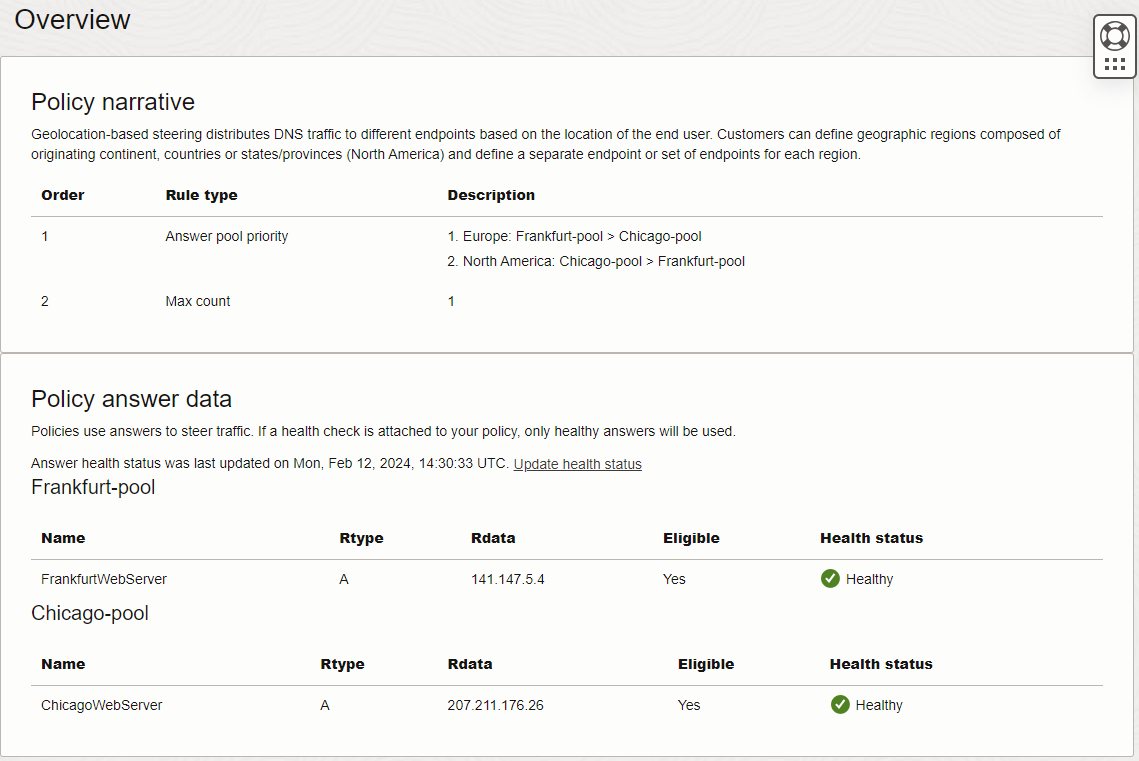 Overview
Policy narrative
Geolocation-based steering distributes DNS traffic to different endpoints based on the location of the end user. Customers can define geographic regions composed of
originating continent, countries or states/provinces (North America) and define a separate endpoint or set of endpoints for each region.
Order Rule type Description
1 Answer pool priority 1. Europe: Frankfurt-pool > Chicago-pool
2. North America: Chicago-pool > Frankfurt-pool
2 Max count 1
Policy answer data
Policies use answers to steer traffic. If a health check is attached to your policy, only healthy answers will be used.
Answer health status was last updated on Mon, Feb 12, 2024, 14:30:33 UTC. Update health status
Frankfurt-pool
Name Rtype Rdata Eligible Health status
FrankfurtWebServer A 141.147.5.4 Yes Healthy
Chicago-pool
Name Rtype Rdata Eligible Health status
ChicagoWebServer A 207.211.176.26 Yes Healthy